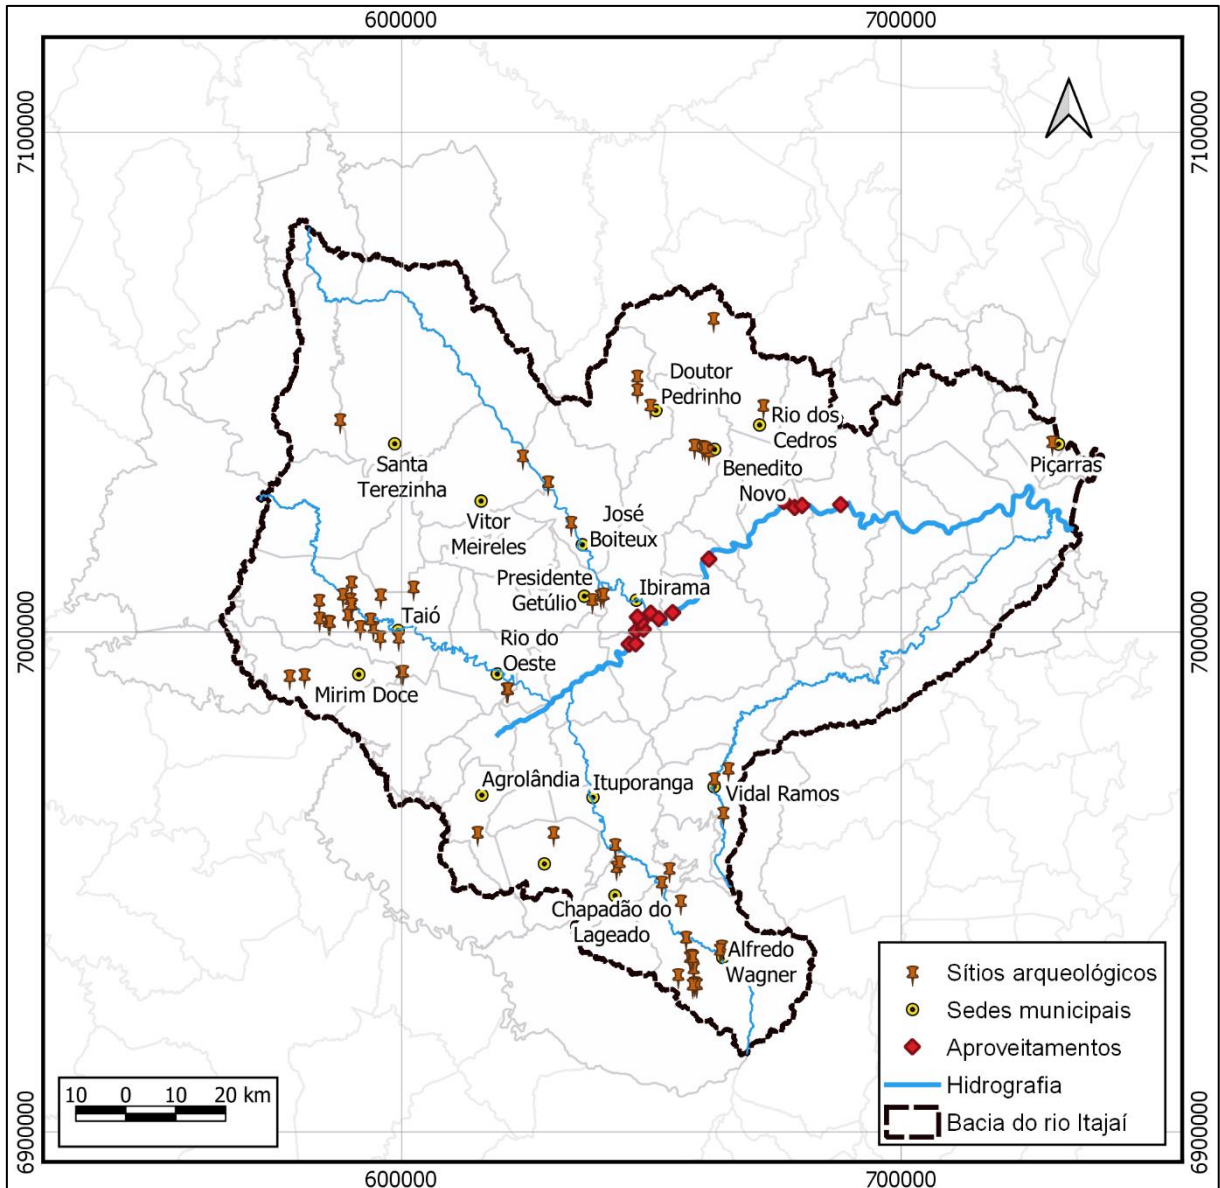 600000
700000
7100000
7100000
Doutor
Pedrinho
Rio dos
Cedros
Santa
Terezinha
Benedito
Novo
Piçarras
Vitor
Meireles
José
Boiteux
Presidente
Getúlio
Ibirama
Taió
7000000
7000000
Rio do
Oeste
Mirim Doce
Agrolândia
Ituporanga
Vidal Ramos
Chapadão do
Lageado
Alfredo
Wagner
Sítios arqueológicos
Sedes municipais
Aproveitamentos
Hidrografia
Bacia do rio Itajaí
10 0 10 20 km
6900000
6900000
600000
700000